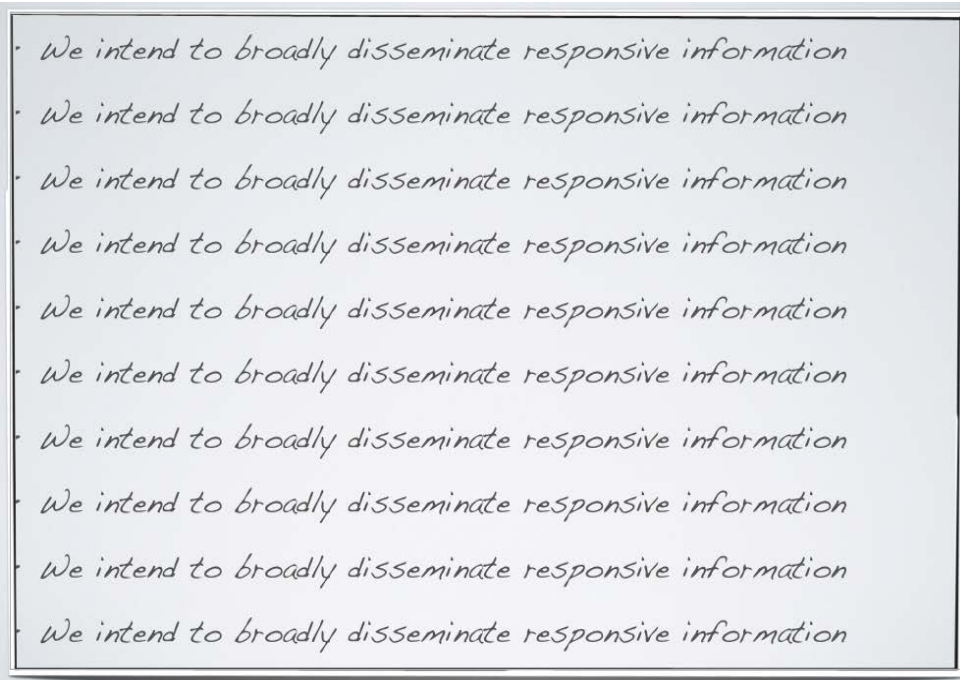 · We intend to broadly disseminate responsive information
· We intend to broadly disseminate responsive information
· We intend to broadly disseminate responsive information
· We intend to broadly disseminate responsive information
· We intend to broadly disseminate responsive information
· We intend to broadly disseminate responsive information
· We intend to broadly disseminate responsive information
· We intend to broadly disseminate responsive information
· We intend to broadly disseminate responsive information
· We intend to broadly disseminate responsive information